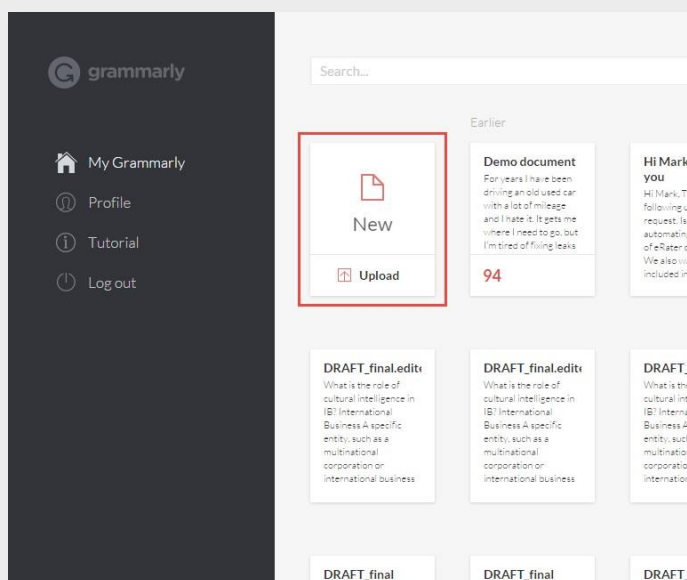 grammarly
My Grammarly
Profile
Tutorial
Log out
Search...
Earlier
New
Upload
Demo document
For years I have been
driving an old used car
with a lot of mileage
and I hate it. It gets me
where I need to go, but
I'm tired of fixing leaks
94
Hi Mark
you
Hi Mark, T
following u
request. Is
automatin
of eRater o
We also w
included in
DRAFT_final.edite
What is the role of
cultural intelligence in
IB? International
Business A specific
entity, such as a
multinational
corporation or
international business
DRAFT_final.edite
What is the role of
cultural intelligence in
IB? International
Business A specific
entity, such as a
multinational
corporation or
international business
DRAFT_
What is the
cultural int
IB? Interna
Business A
entity, such
multinatio
corporatio
internation
DRAFT_final
DRAFT_final
DRAFT